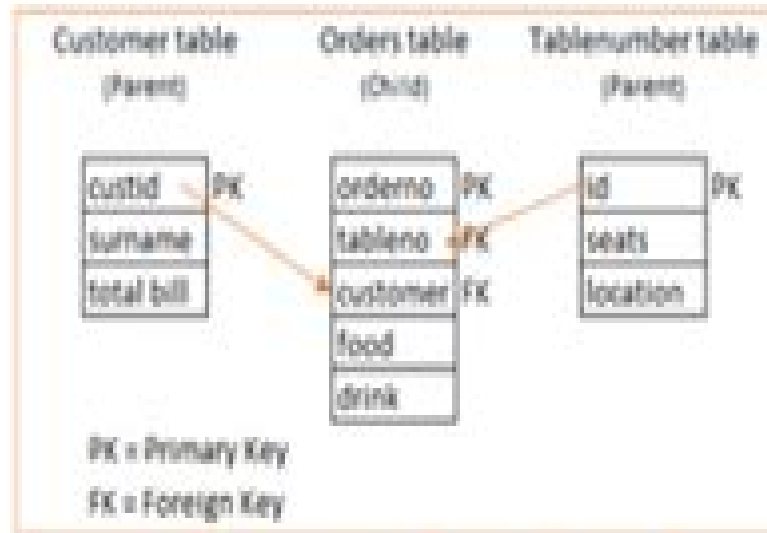 Customer table
(Parent)
Orders table
(Child)
Tablenumber table
(Parent)
custid PK
surname
total bill
orderno PK
tableno
customer FK
food
drink
id PK
seats
location
PK = Primary Key
FK = Foreign Key